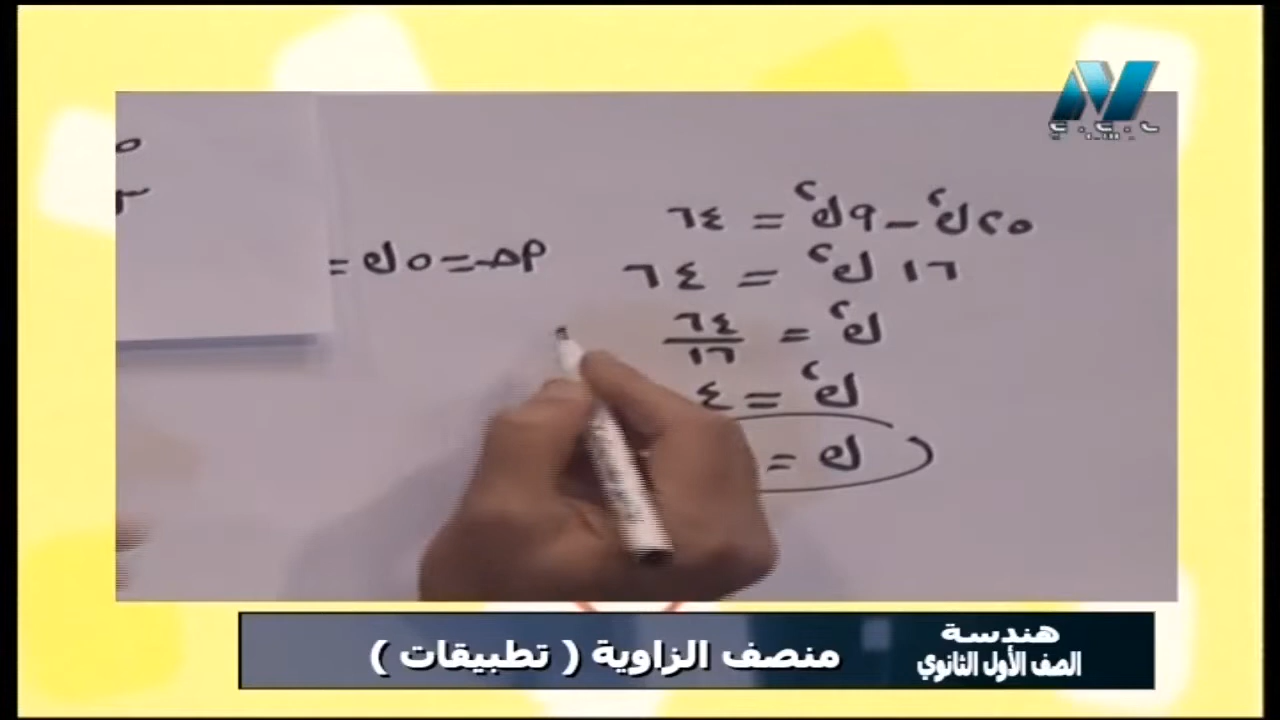 ٢٥ك٢ - ٩ك٢ = ٦٤
١٦ ك٢ = ٦٤
ك٢ = ٦٤/١٦
ك٢ = ٤
ك =
أحـ = ٥ك =
هندسة
الصف الأول الثانوي
منصف الزاوية ( تطبيقات )